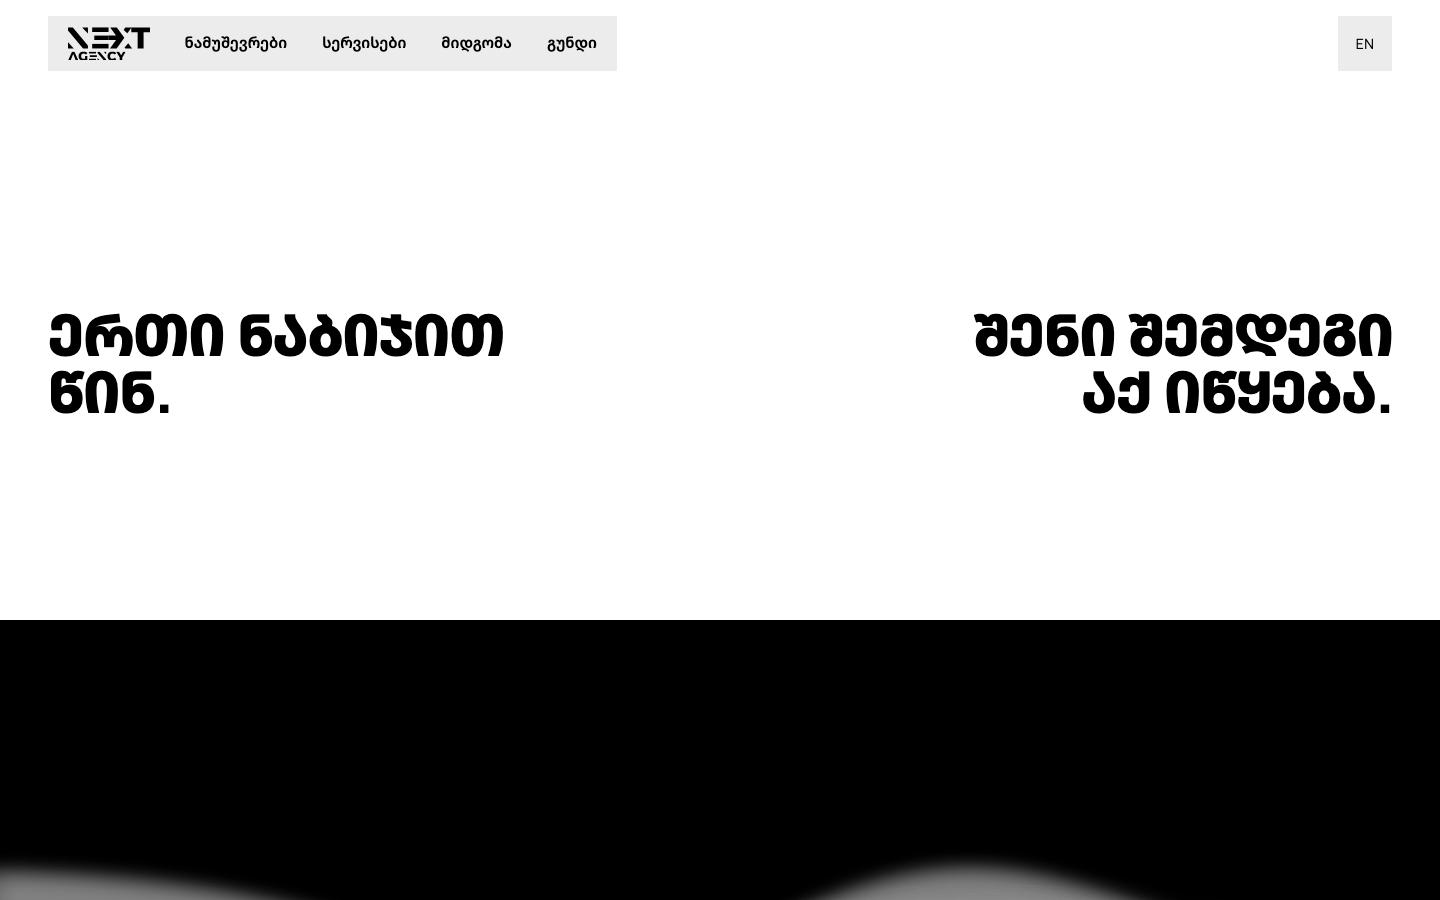 NEXT
AGENCY
ნამუშევრები
სერვისები
მიდგომა
გუნდი
EN
ერთი ნაბიჯით
წინ.
შენი შემდეგი
აქ იწყება.